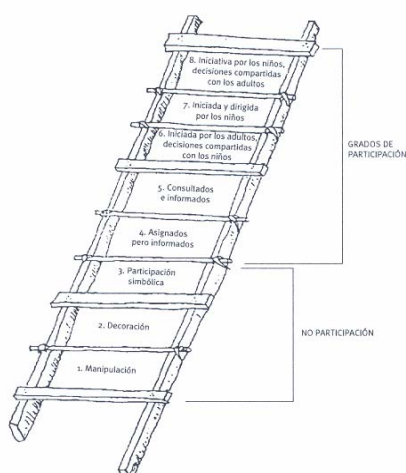 8. Iniciativa por los niños,
decisiones compartidas
con los adultos
7. Iniciada y dirigida
por los niños
6. Iniciada por los adultos,
decisiones compartidas
con los niños
5. Consultados
e informados
4. Asignados
pero informados
3. Participación
simbólica
2. Decoración
1. Manipulación
GRADOS DE
PARTICIPACIÓN
NO PARTICIPACIÓN